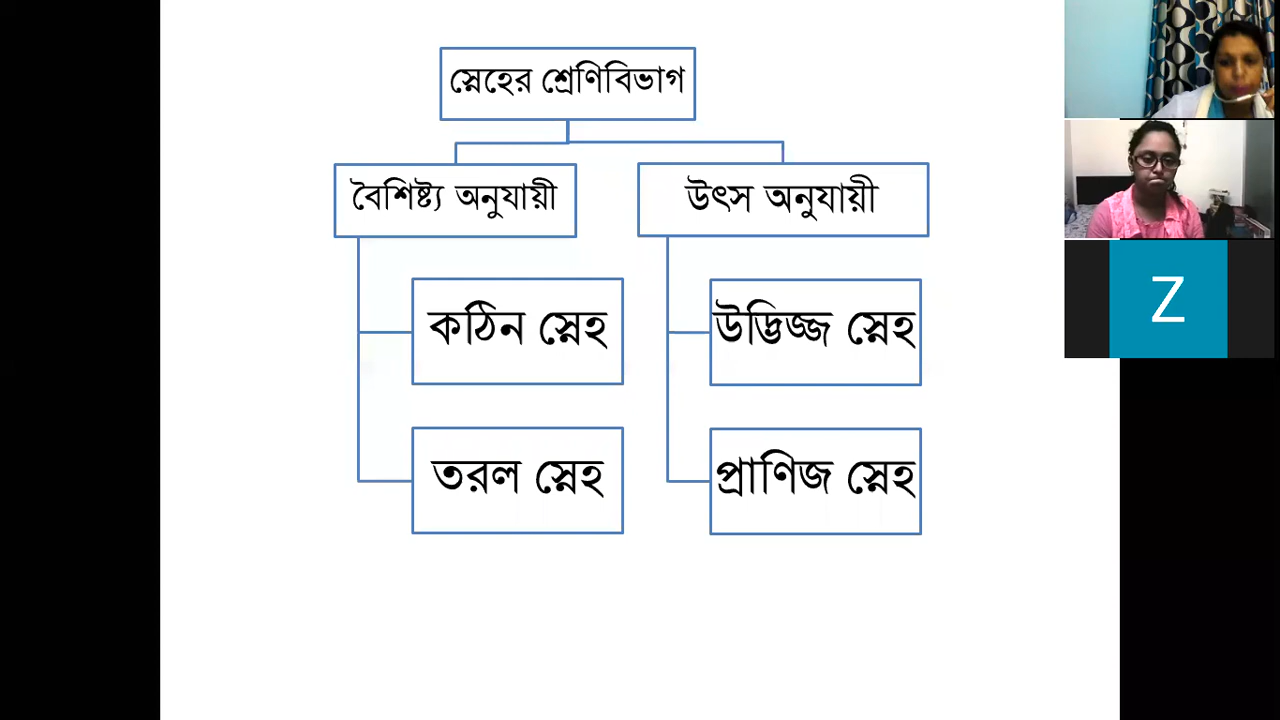 স্নেহের শ্রেণিবিভাগ
বৈশিষ্ট্য অনুযায়ী
উৎস অনুযায়ী
কঠিন স্নেহ
উদ্ভিজ্জ স্নেহ
তরল স্নেহ
প্রাণিজ স্নেহ
Z